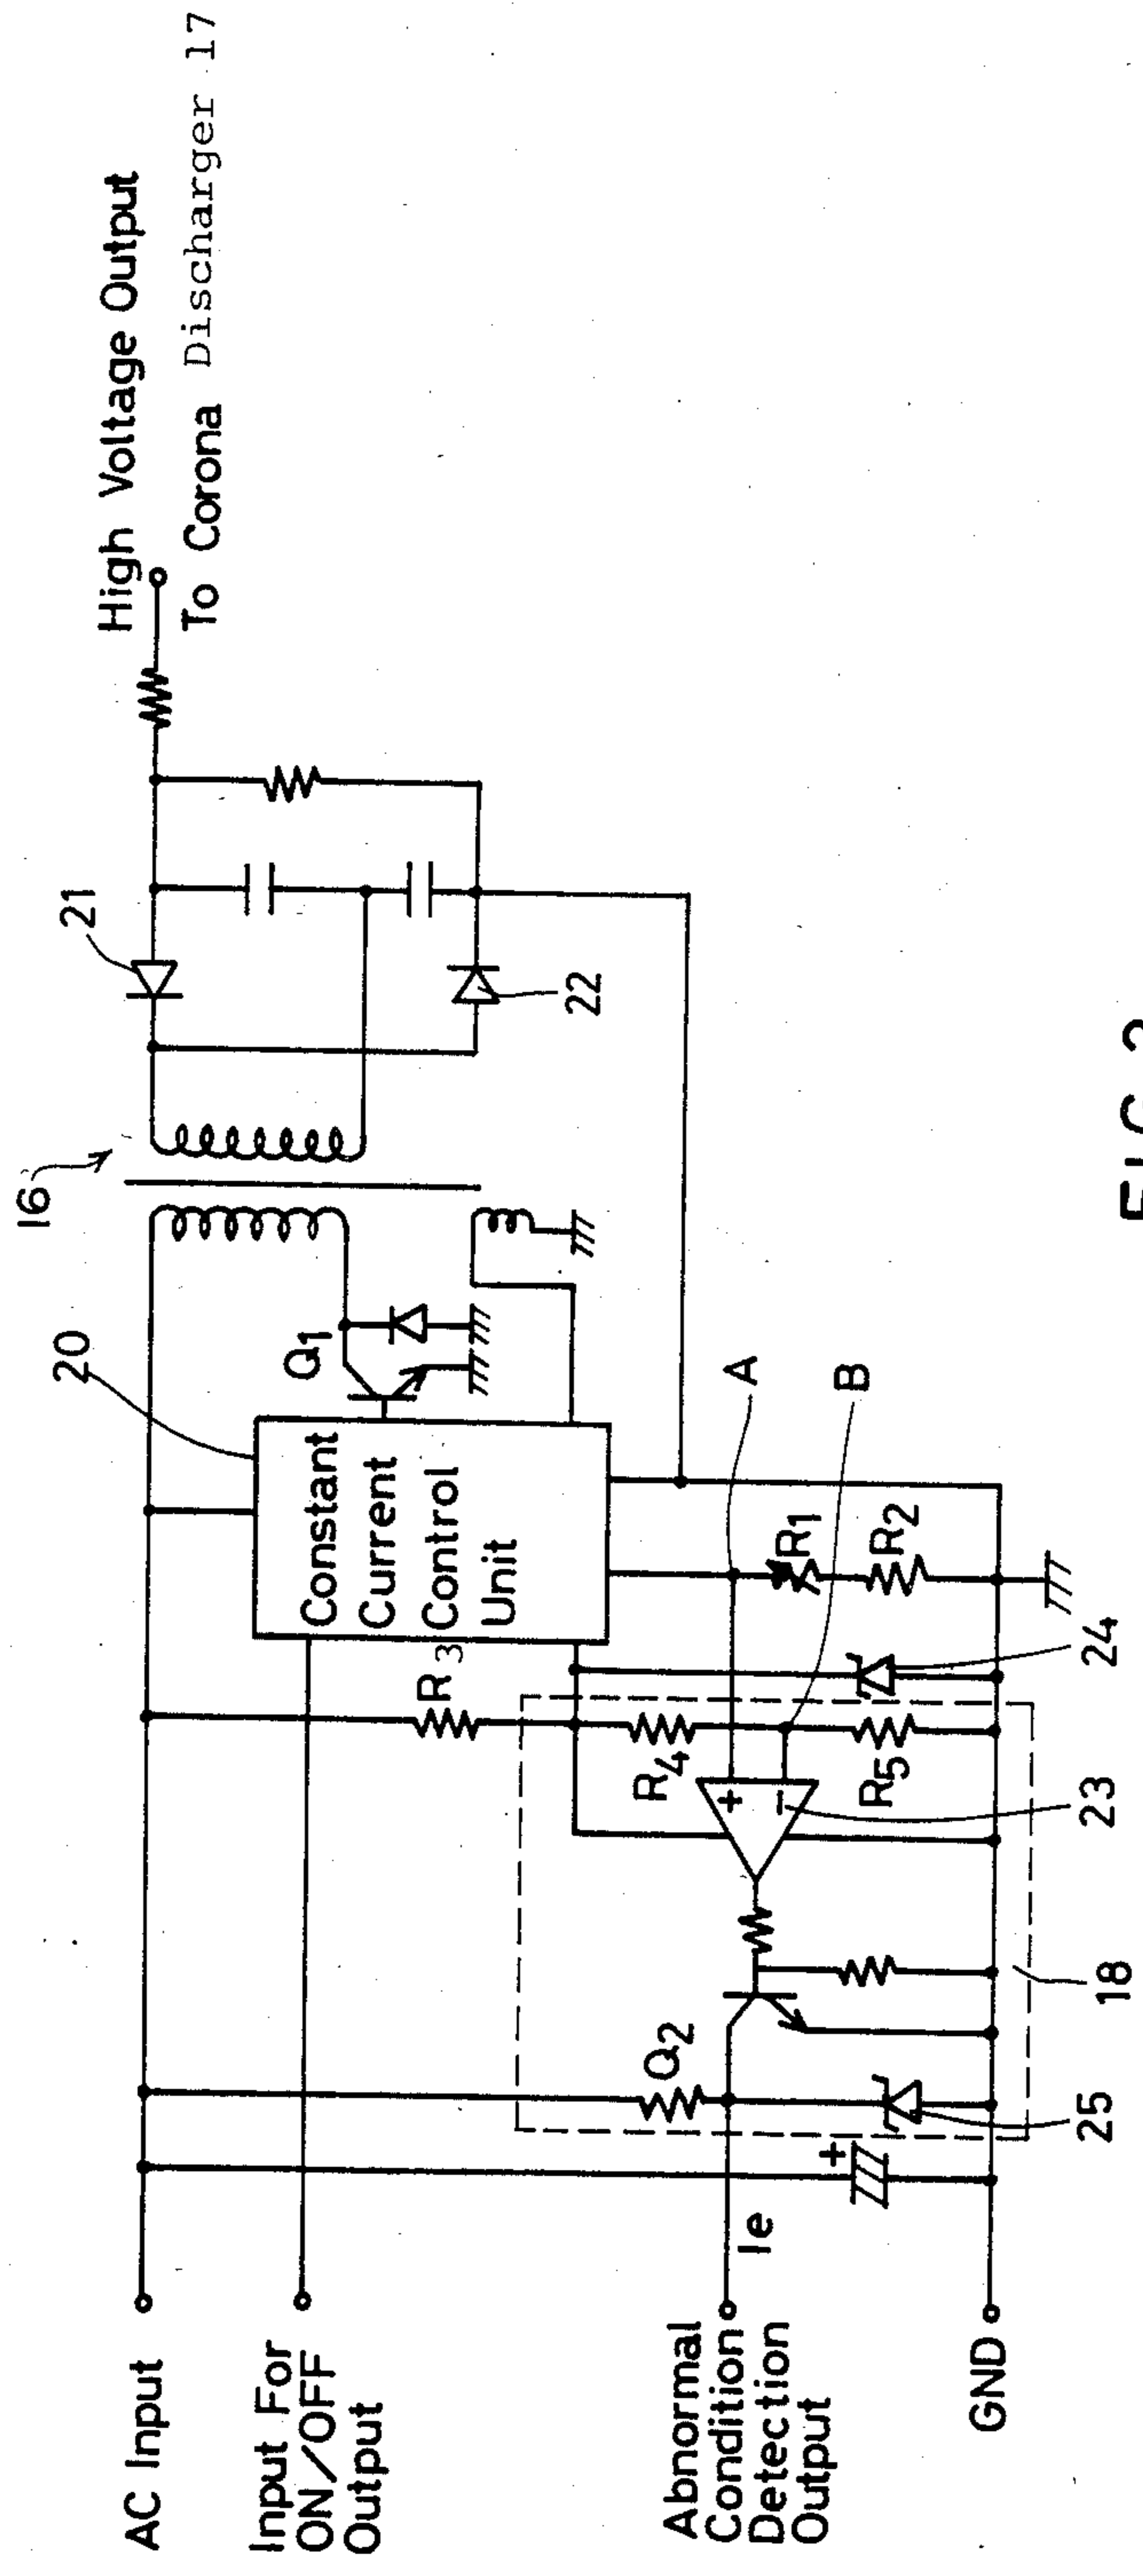 High Voltage Output
To Corona Discharger 17
16
21
22
20
Q1
Constant
Current
Control
Unit
A
B
R1
R2
R3
R4
R5
+
−
23
24
18
Q2
25
+
Ie
AC Input
Input For
ON/OFF
Output
Abnormal
Condition
Detection
Output
GND